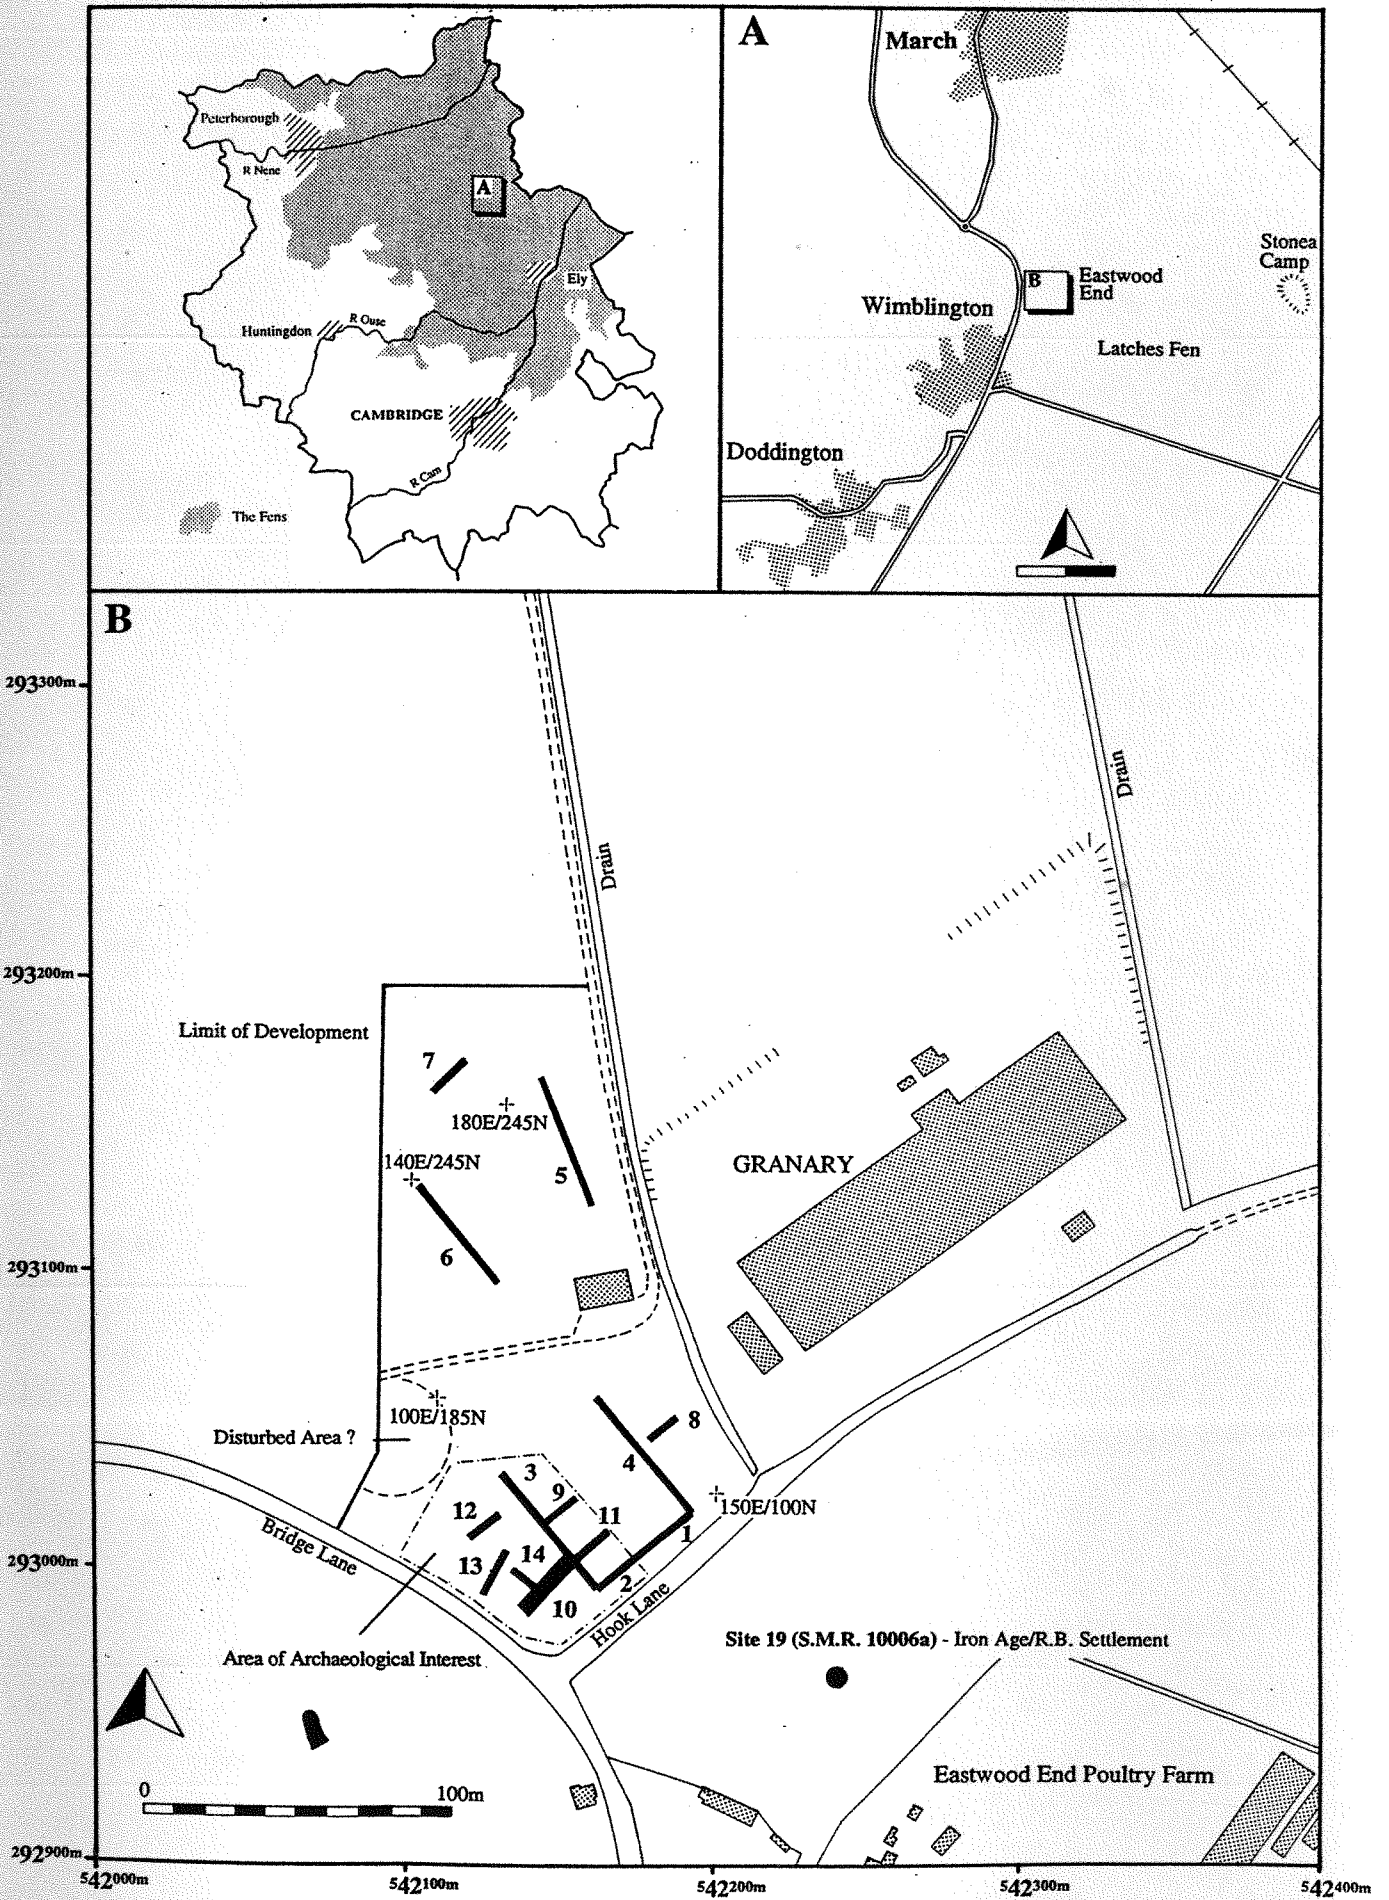 Peterborough
R Nene
A
Ely
Huntingdon
R Ouse
CAMBRIDGE
R Cam
The Fens
A
March
Stonea
Camp
B
Eastwood
End
Wimblington
Latches Fen
Doddington
B
293300m
Drain
Drain
293200m
Limit of Development
7
180E/245N
140E/245N
5
GRANARY
6
293100m
100E/185N
Disturbed Area ?
8
4
3
9
150E/100N
12
11
1
Bridge Lane
293000m
13
14
2
10
Hook Lane
Site 19 (S.M.R. 10006a) - Iron Age/R.B. Settlement
Area of Archaeological Interest
Eastwood End Poultry Farm
0
100m
292900m
542000m
542100m
542200m
542300m
542400m